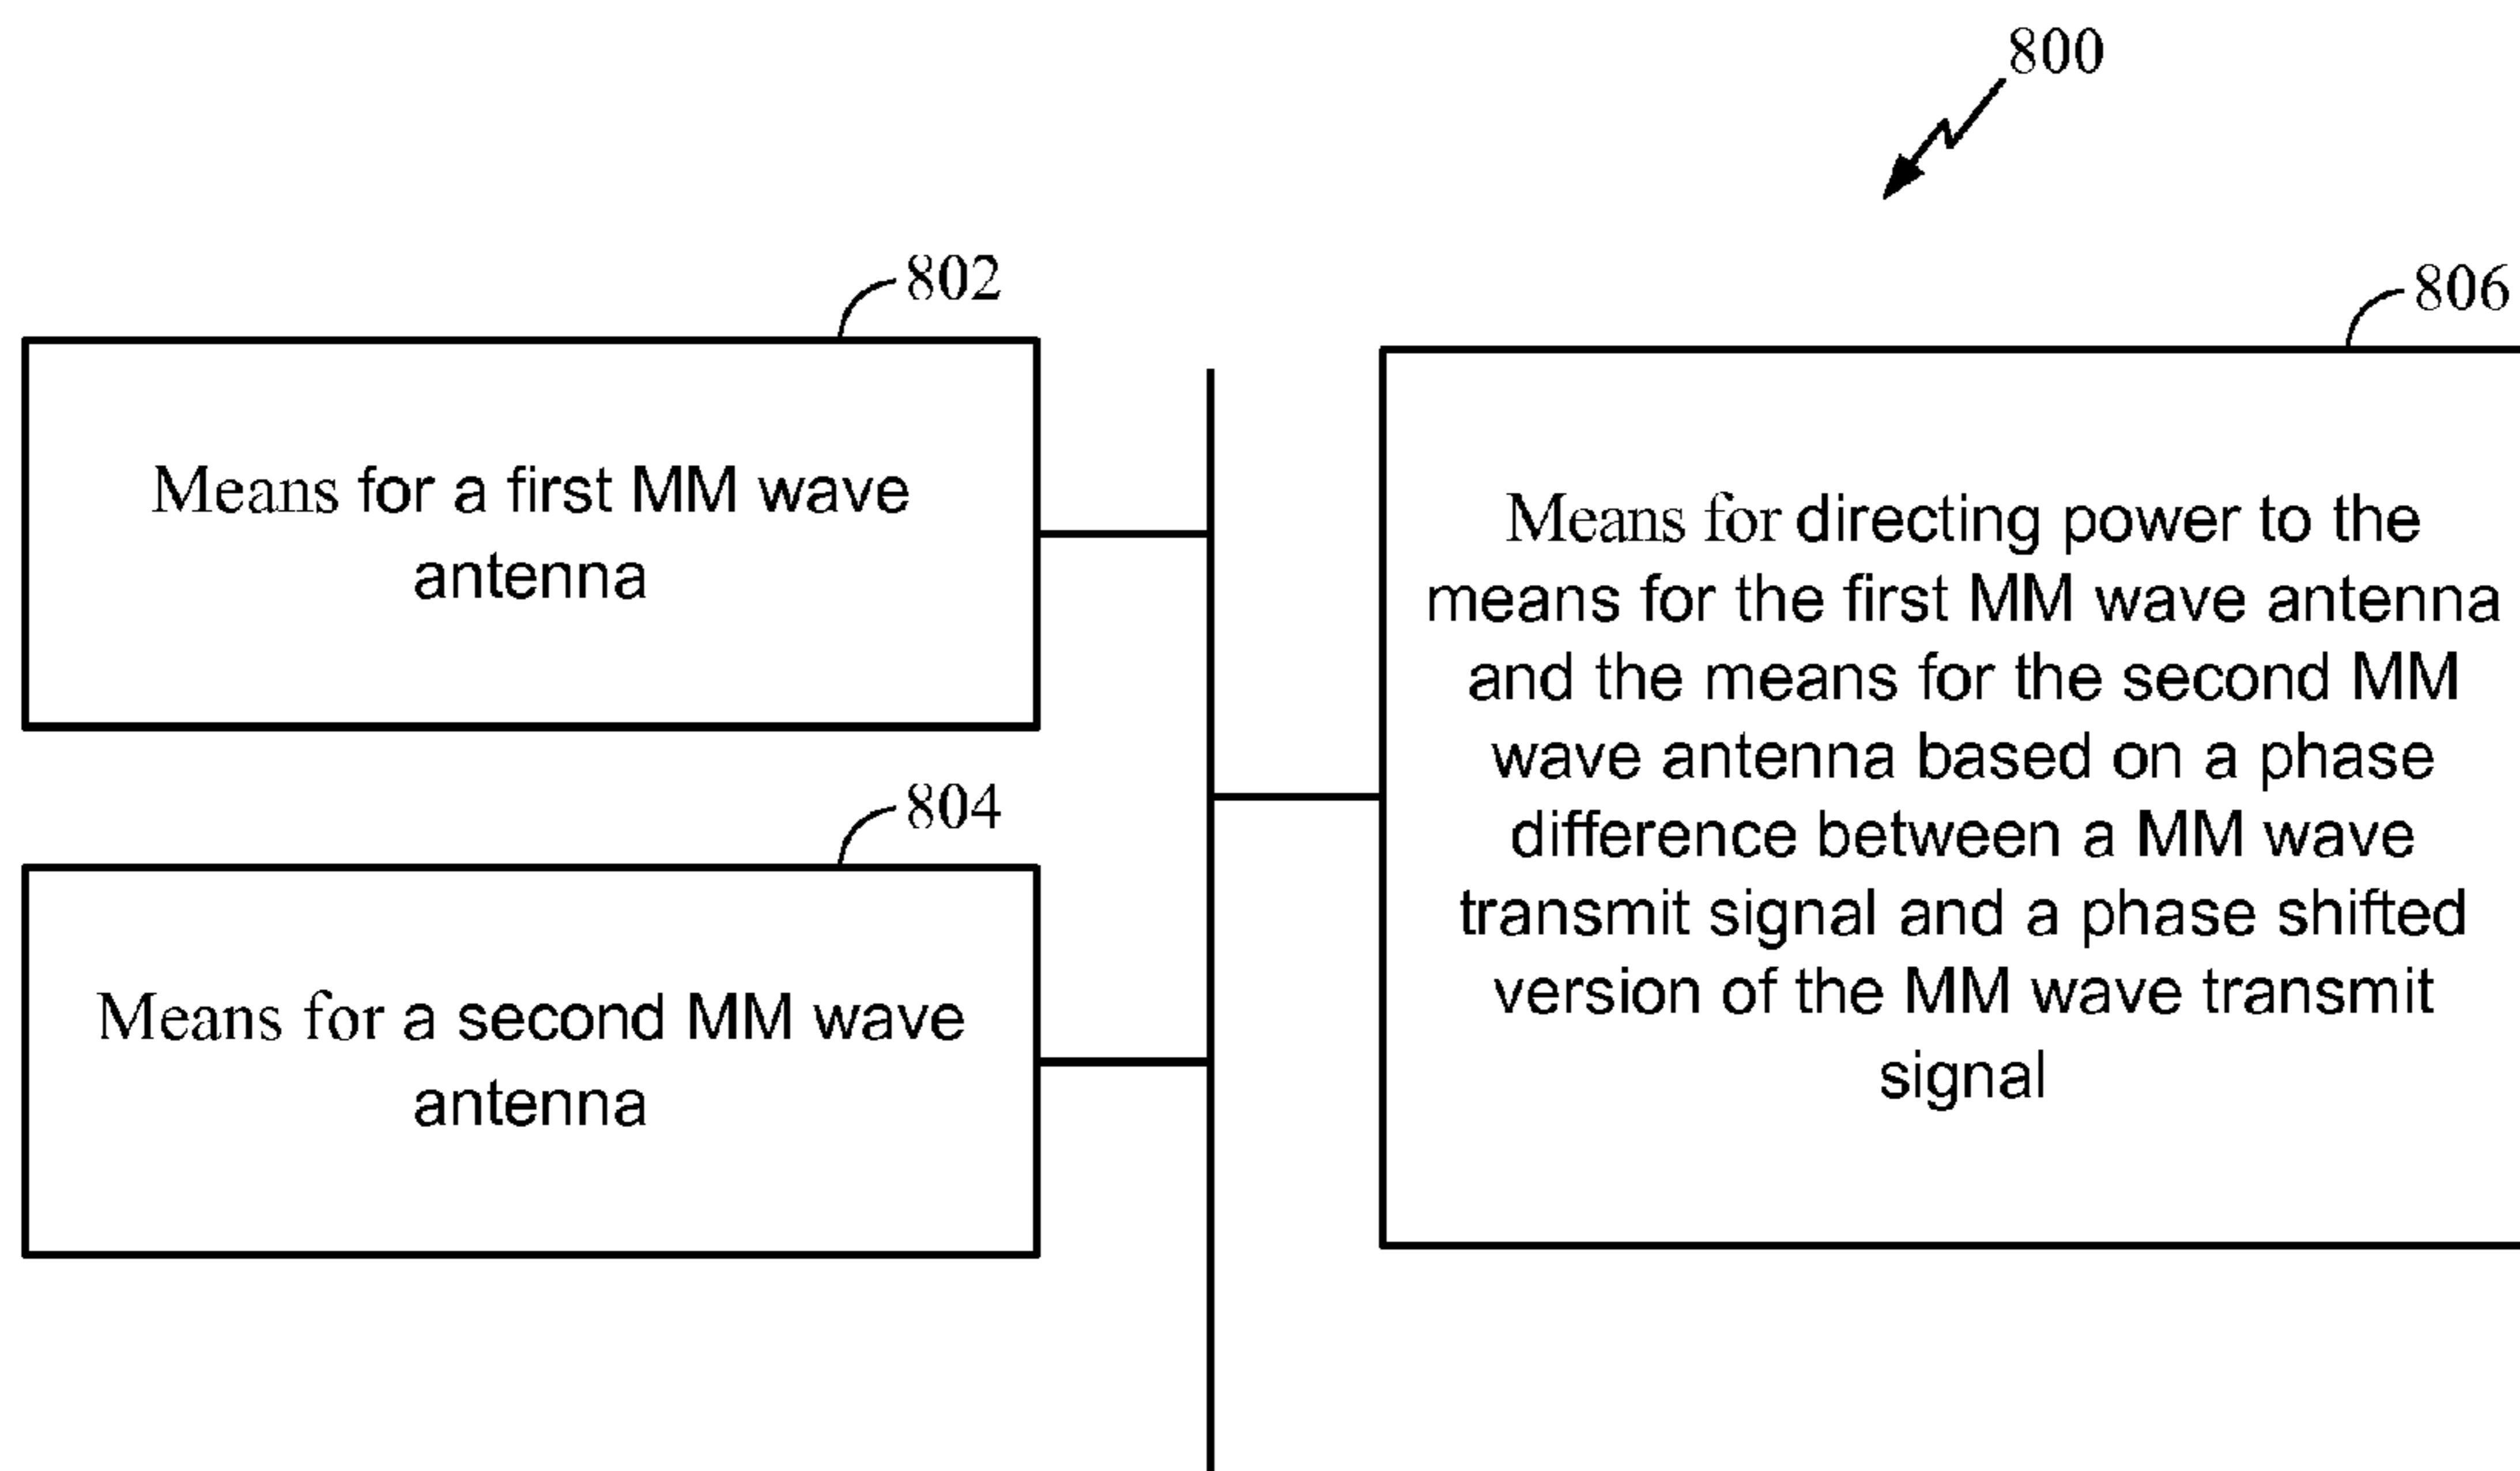 800
802
Means for a first MM wave
antenna
804
Means for a second MM wave
antenna
806
Means for directing power to the
means for the first MM wave antenna
and the means for the second MM
wave antenna based on a phase
difference between a MM wave
transmit signal and a phase shifted
version of the MM wave transmit
signal